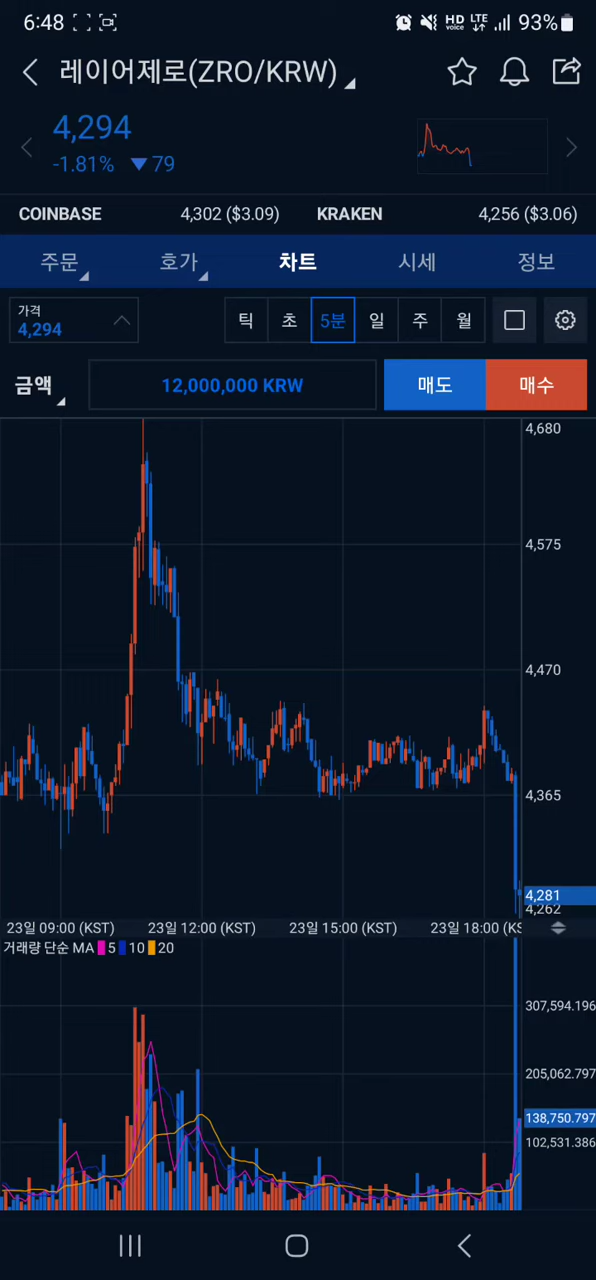 6:48 HD voice LTE 93%
레이어제로(ZRO/KRW)
4,294
-1.81% ▼79
COINBASE 4,302 ($3.09) KRAKEN 4,256 ($3.06)
주문 호가 차트 시세 정보
가격
4,294
틱 초 5분 일 주 월
금액 12,000,000 KRW 매도 매수
4,680
4,575
4,470
4,365
4,281
4,262
23일 09:00 (KST) 23일 12:00 (KST) 23일 15:00 (KST) 23일 18:00 (KS
거래량 단순 MA 5 10 20
307,594.196
205,062.797
138,750.797
102,531.386